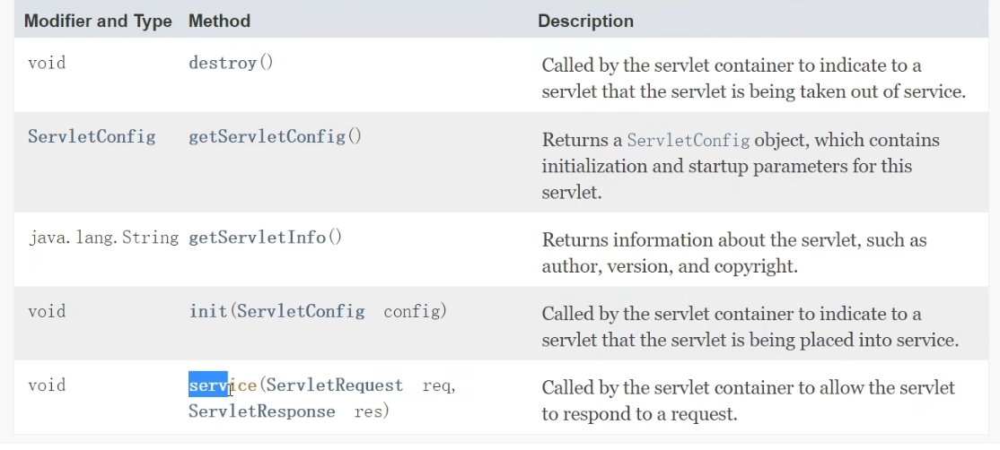 Modifier and Type Method Description
void destroy() Called by the servlet container to indicate to a
servlet that the servlet is being taken out of service.
ServletConfig getServletConfig() Returns a ServletConfig object, which contains
initialization and startup parameters for this
servlet.
java.lang.String getServletInfo() Returns information about the servlet, such as
author, version, and copyright.
void init(ServletConfig config) Called by the servlet container to indicate to a
servlet that the servlet is being placed into service.
void service(ServletRequest req, Called by the servlet container to allow the servlet
ServletResponse res) to respond to a request.